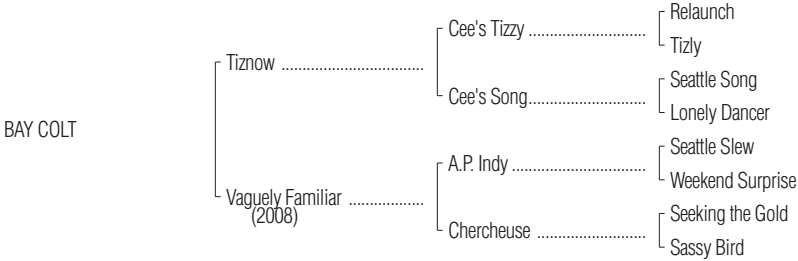 Relaunch
Cee's Tizzy ..........................
Tizly
Tiznow ................................
Seattle Song
Cee's Song..........................
Lonely Dancer
BAY COLT
Seattle Slew
A.P. Indy ..............................
Weekend Surprise
Vaguely Familiar .................
(2008)
Seeking the Gold
Chercheuse ........................
Sassy Bird